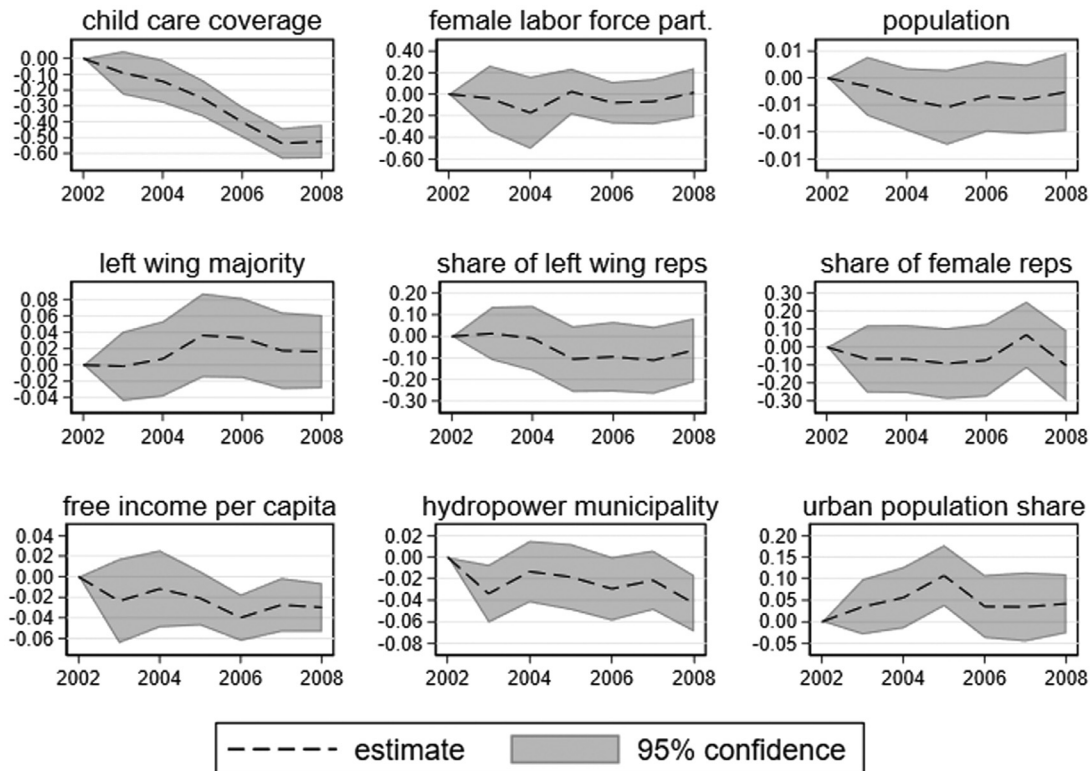 child care coverage female labor force part. population
0.00 0.40 0.01
-0.10 0.20 0.00
-0.20 0.00 -0.01
-0.30 -0.20 -0.01
-0.40 -0.40 -0.01
-0.50 -0.60
-0.60
2002 2004 2006 2008 2002 2004 2006 2008 2002 2004 2006 2008
left wing majority share of left wing reps share of female reps
0.08 0.20 0.30
0.06 0.10 0.20
0.04 0.00 0.10
0.02 -0.10 0.00
0.00 -0.20 -0.10
-0.02 -0.30 -0.20
-0.04 -0.30
2002 2004 2006 2008 2002 2004 2006 2008 2002 2004 2006 2008
free income per capita hydropower municipality urban population share
0.04 0.02 0.20
0.02 0.00 0.15
0.00 -0.02 0.10
-0.02 -0.04 0.05
-0.04 -0.06 0.00
-0.06 -0.08 -0.05
2002 2004 2006 2008 2002 2004 2006 2008 2002 2004 2006 2008
estimate 95% confidence